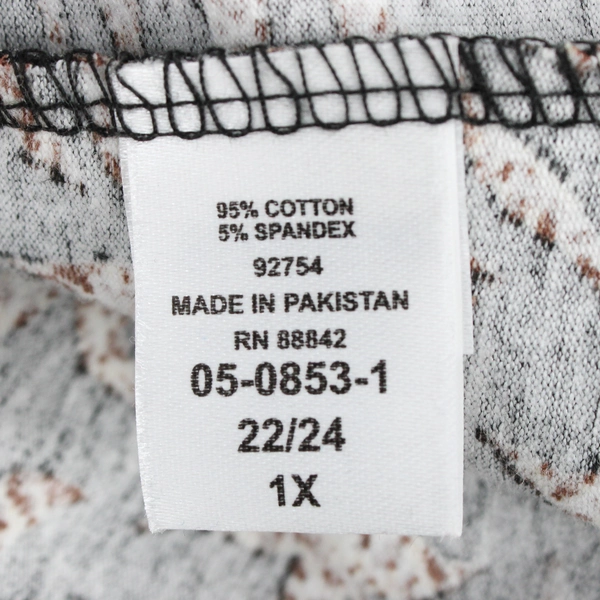 95% COTTON
5% SPANDEX
92754
MADE IN PAKISTAN
RN 88842
05-0853-1
22/24
1X